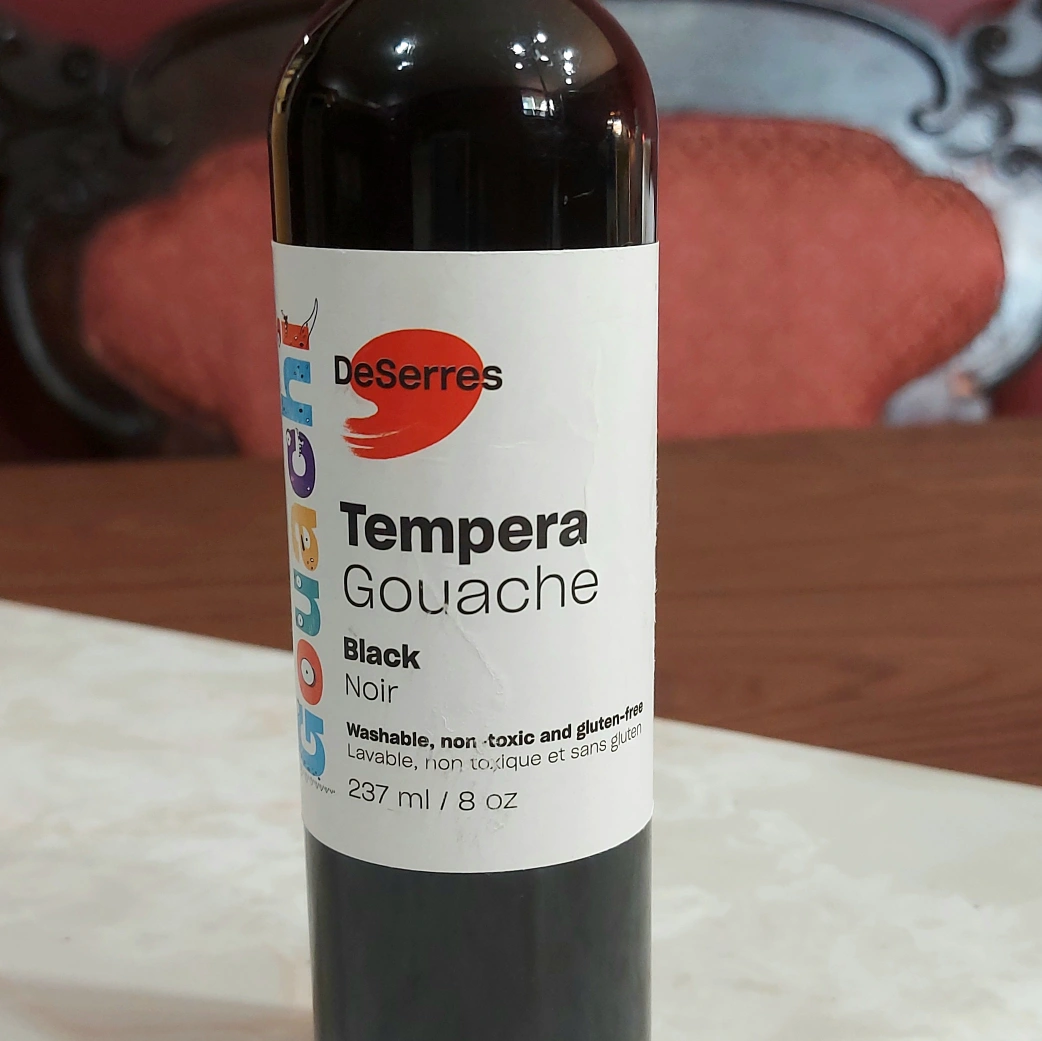 DeSerres
Tempera
Gouache
Black
Noir
Washable, non-toxic and gluten-free
Lavable, non toxique et sans gluten
237 ml / 8 oz
Gouach